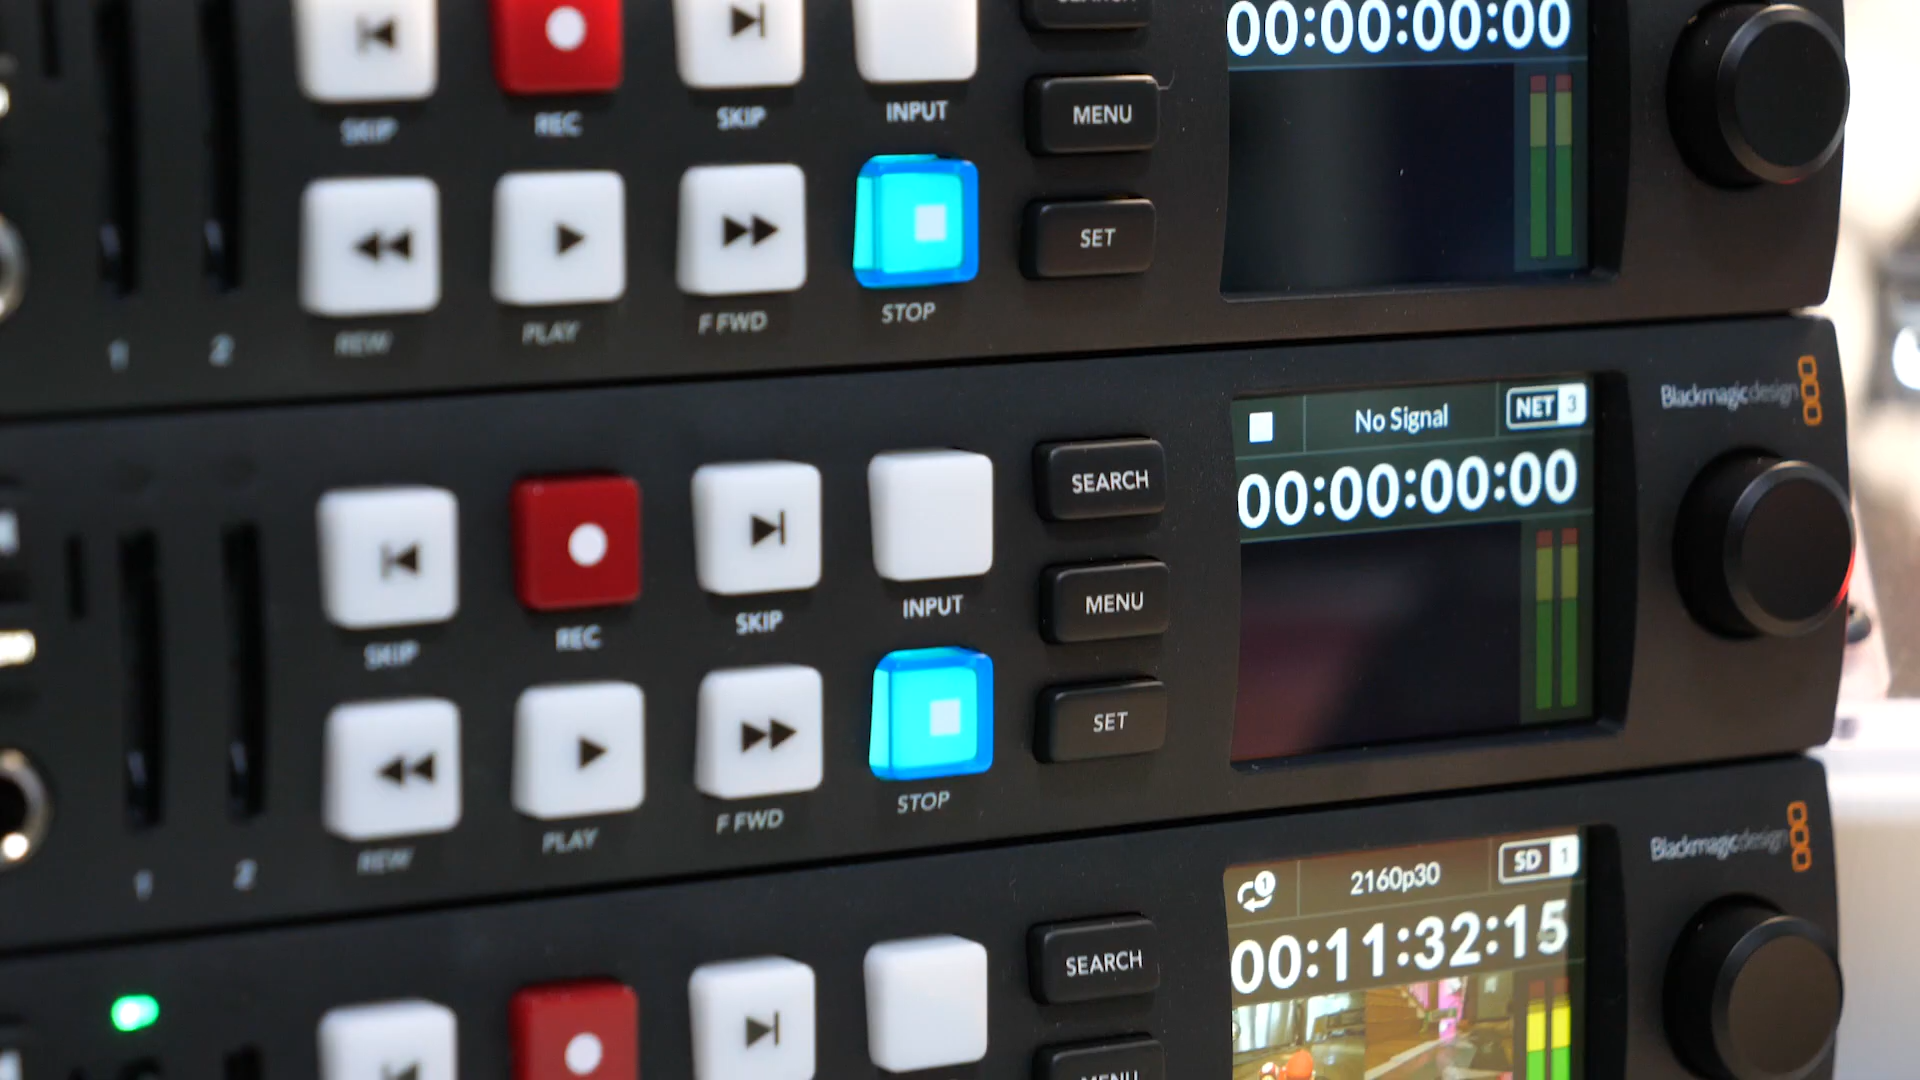 00:00:00:00
SKIP
REC
SKIP
INPUT
MENU
SET
REW
PLAY
F FWD
STOP
1
2
Blackmagicdesign
No Signal
NET 3
00:00:00:00
SEARCH
MENU
SET
SKIP
REC
SKIP
INPUT
REW
PLAY
F FWD
STOP
1
2
Blackmagicdesign
1
2160p30
SD 1
00:11:32:15
SEARCH
MENU